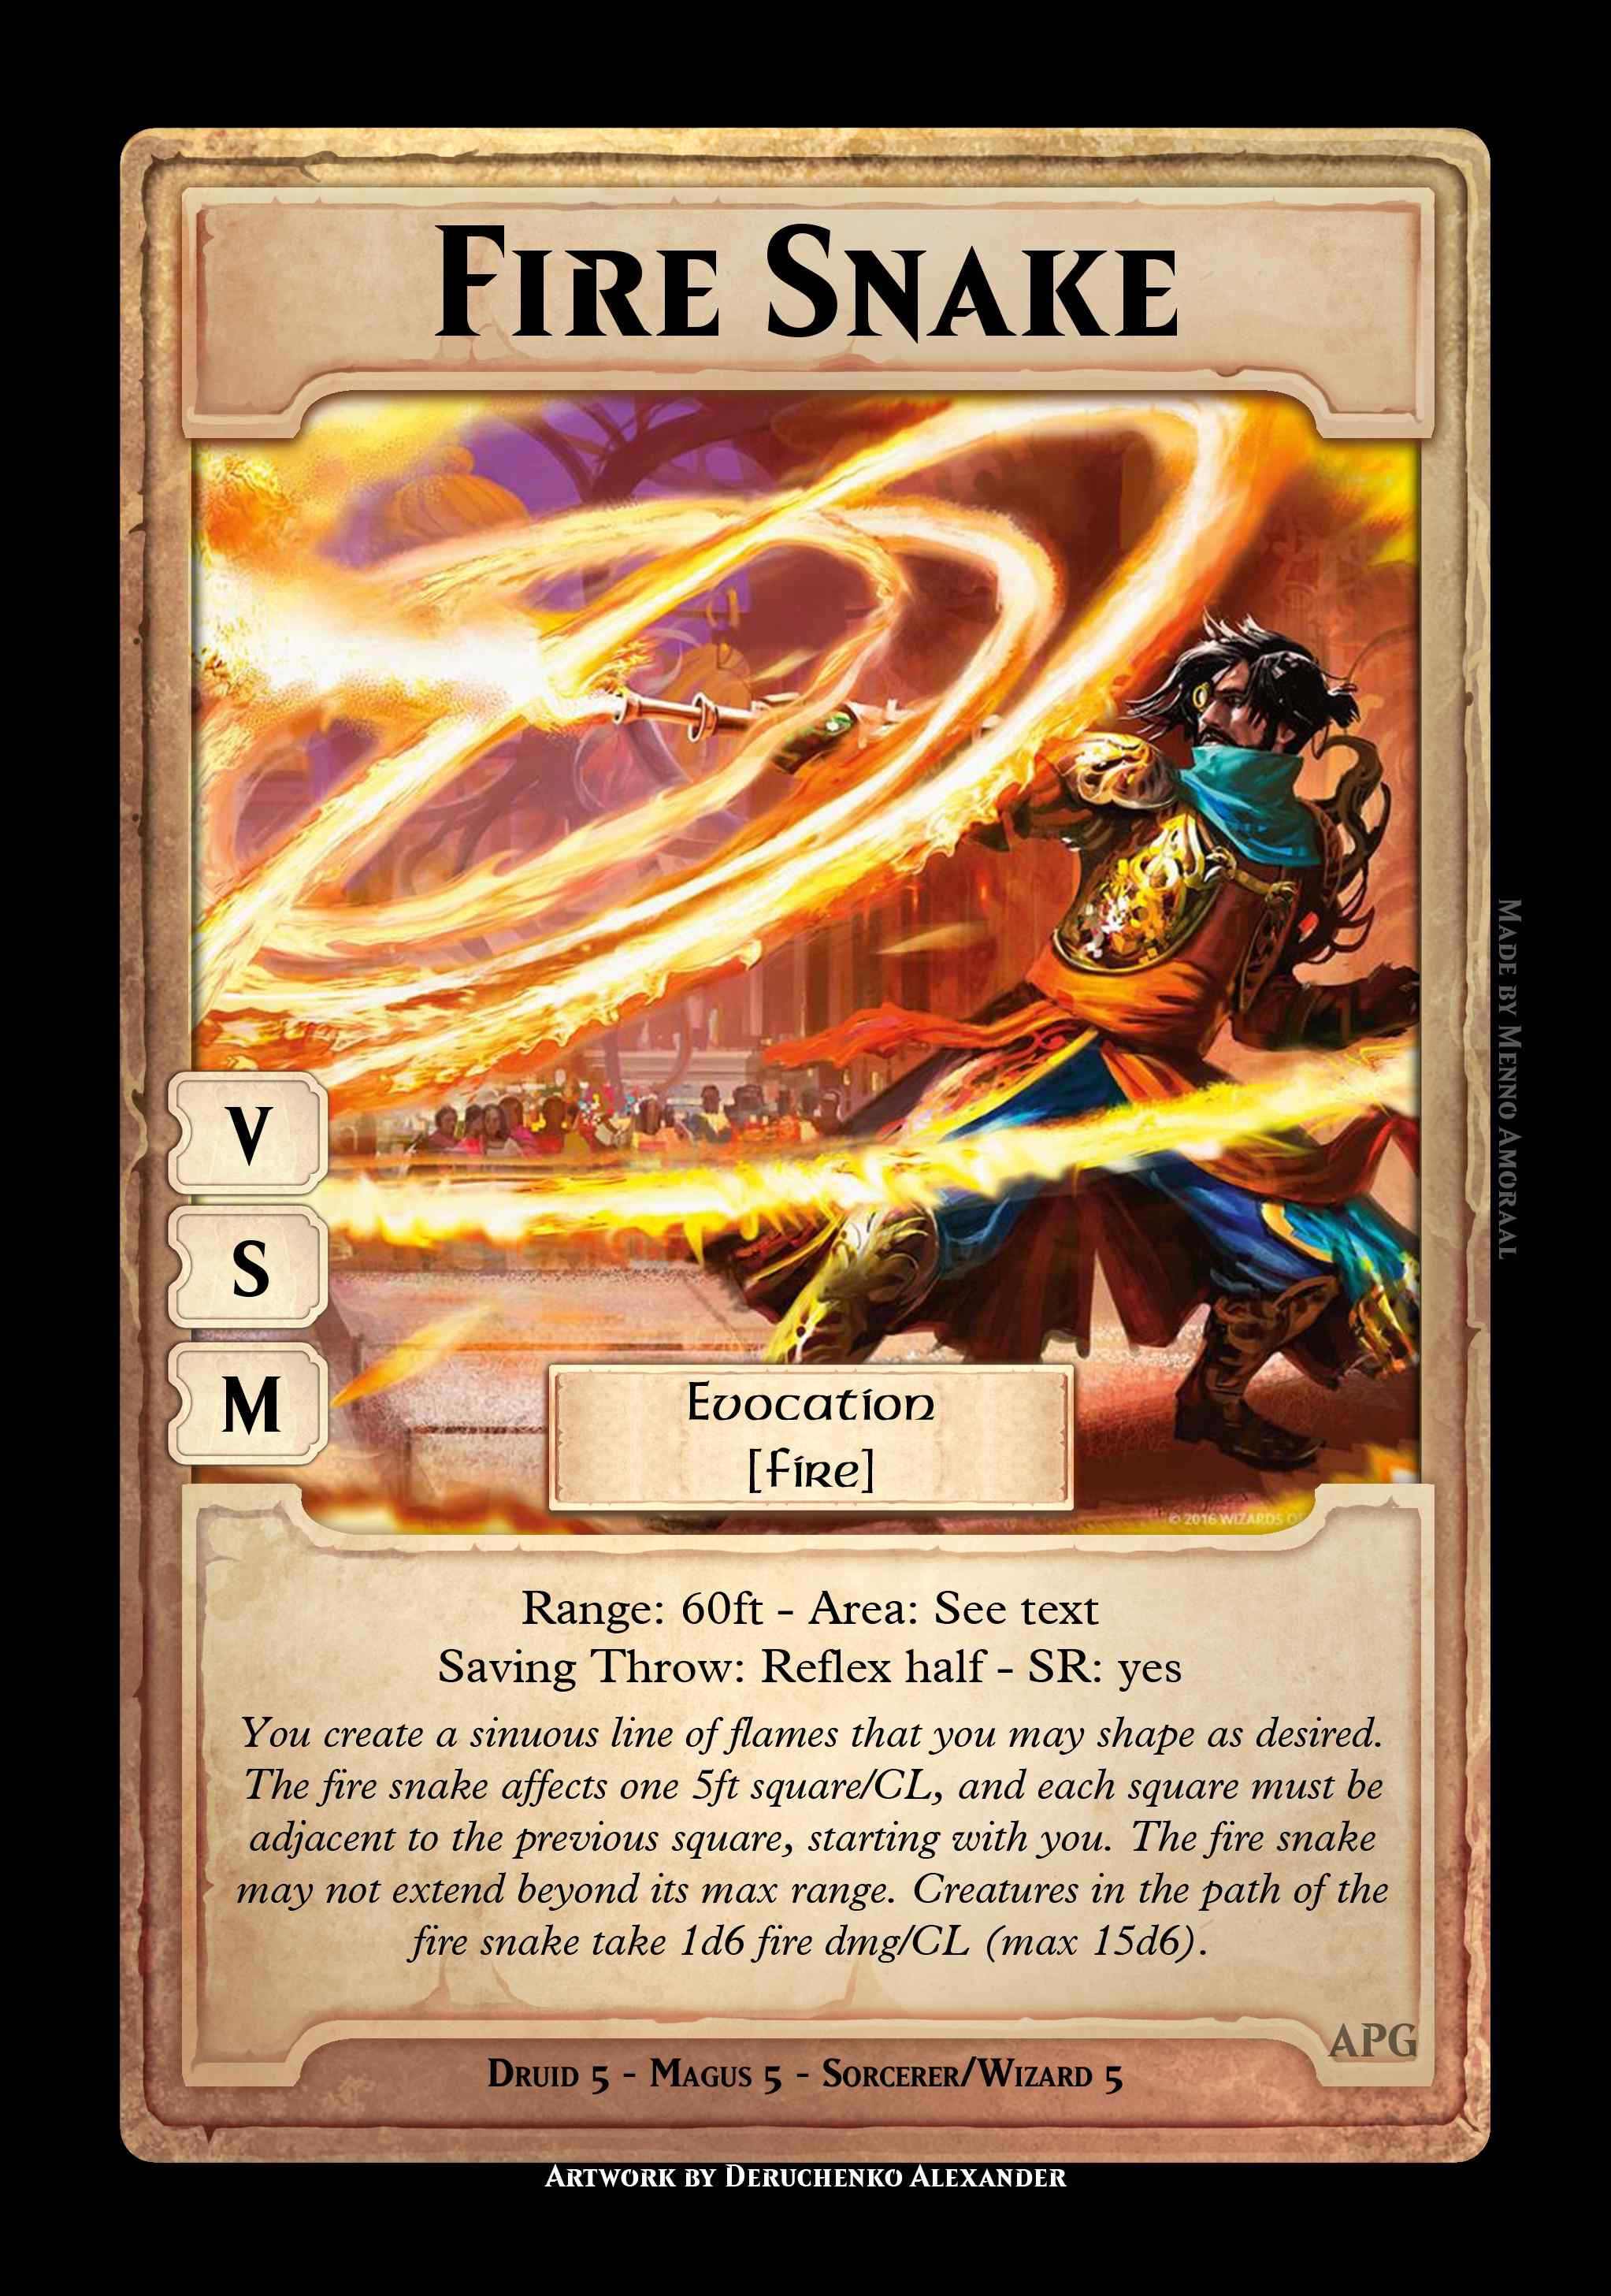 Fire Snake
V
S
M
Evocation
[Fire]
© 2016 WIZARDS
Range: 60ft - Area: See text
Saving Throw: Reflex half - SR: yes
You create a sinuous line of flames that you may shape as desired.
The fire snake affects one 5ft square/CL, and each square must be
adjacent to the previous square, starting with you. The fire snake
may not extend beyond its max range. Creatures in the path of the
fire snake take 1d6 fire dmg/CL (max 15d6).
APG
Druid 5 - Magus 5 - Sorcerer/Wizard 5
Artwork by Deruchenko Alexander
Made by Menno Amoraal